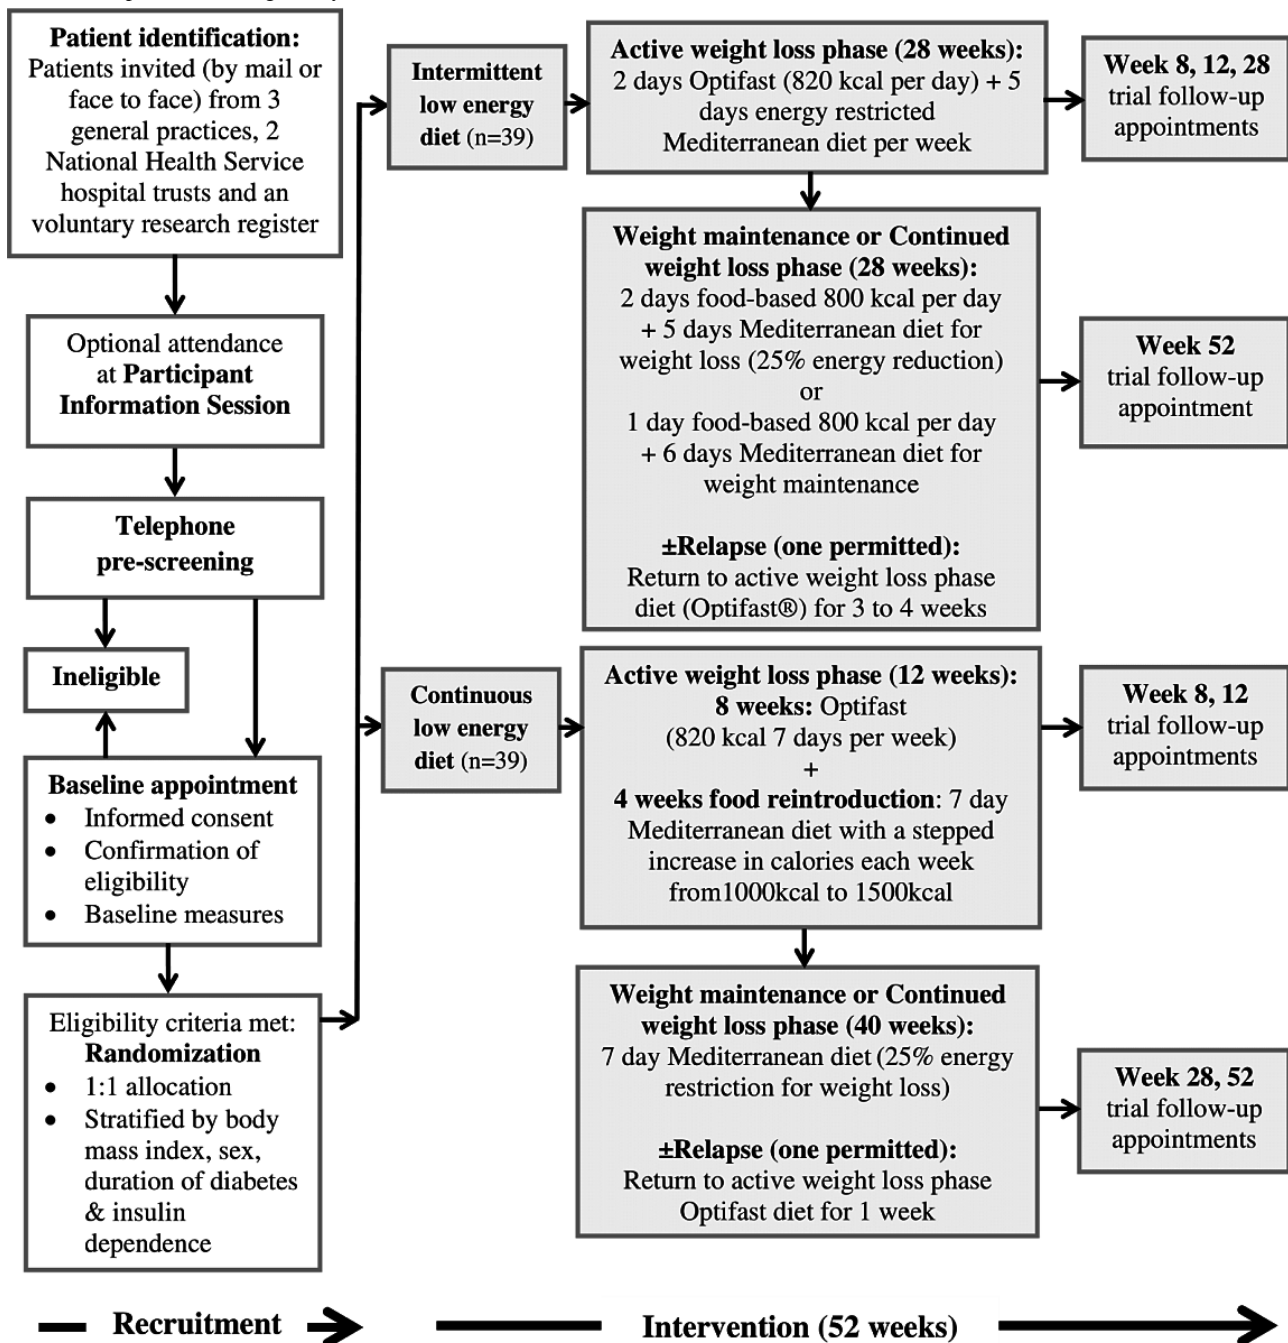 Patient identification:
Patients invited (by mail or
face to face) from 3
general practices, 2
National Health Service
hospital trusts and an
voluntary research register
Optional attendance
at Participant
Information Session
Telephone
pre-screening
Ineligible
Baseline appointment
• Informed consent
• Confirmation of
eligibility
• Baseline measures
Eligibility criteria met:
Randomization
• 1:1 allocation
• Stratified by body
mass index, sex,
duration of diabetes
& insulin
dependence
Intermittent
low energy
diet (n=39)
Active weight loss phase (28 weeks):
2 days Optifast (820 kcal per day) + 5
days energy restricted
Mediterranean diet per week
Week 8, 12, 28
trial follow-up
appointments
Weight maintenance or Continued
weight loss phase (28 weeks):
2 days food-based 800 kcal per day
+ 5 days Mediterranean diet for
weight loss (25% energy reduction)
or
1 day food-based 800 kcal per day
+ 6 days Mediterranean diet for
weight maintenance
±Relapse (one permitted):
Return to active weight loss phase
diet (Optifast®) for 3 to 4 weeks
Week 52
trial follow-up
appointment
Continuous
low energy
diet (n=39)
Active weight loss phase (12 weeks):
8 weeks: Optifast
(820 kcal 7 days per week)
+
4 weeks food reintroduction: 7 day
Mediterranean diet with a stepped
increase in calories each week
from1000kcal to 1500kcal
Week 8, 12
trial follow-up
appointments
Weight maintenance or Continued
weight loss phase (40 weeks):
7 day Mediterranean diet (25% energy
restriction for weight loss)
±Relapse (one permitted):
Return to active weight loss phase
Optifast diet for 1 week
Week 28, 52
trial follow-up
appointments
Recruitment
Intervention (52 weeks)